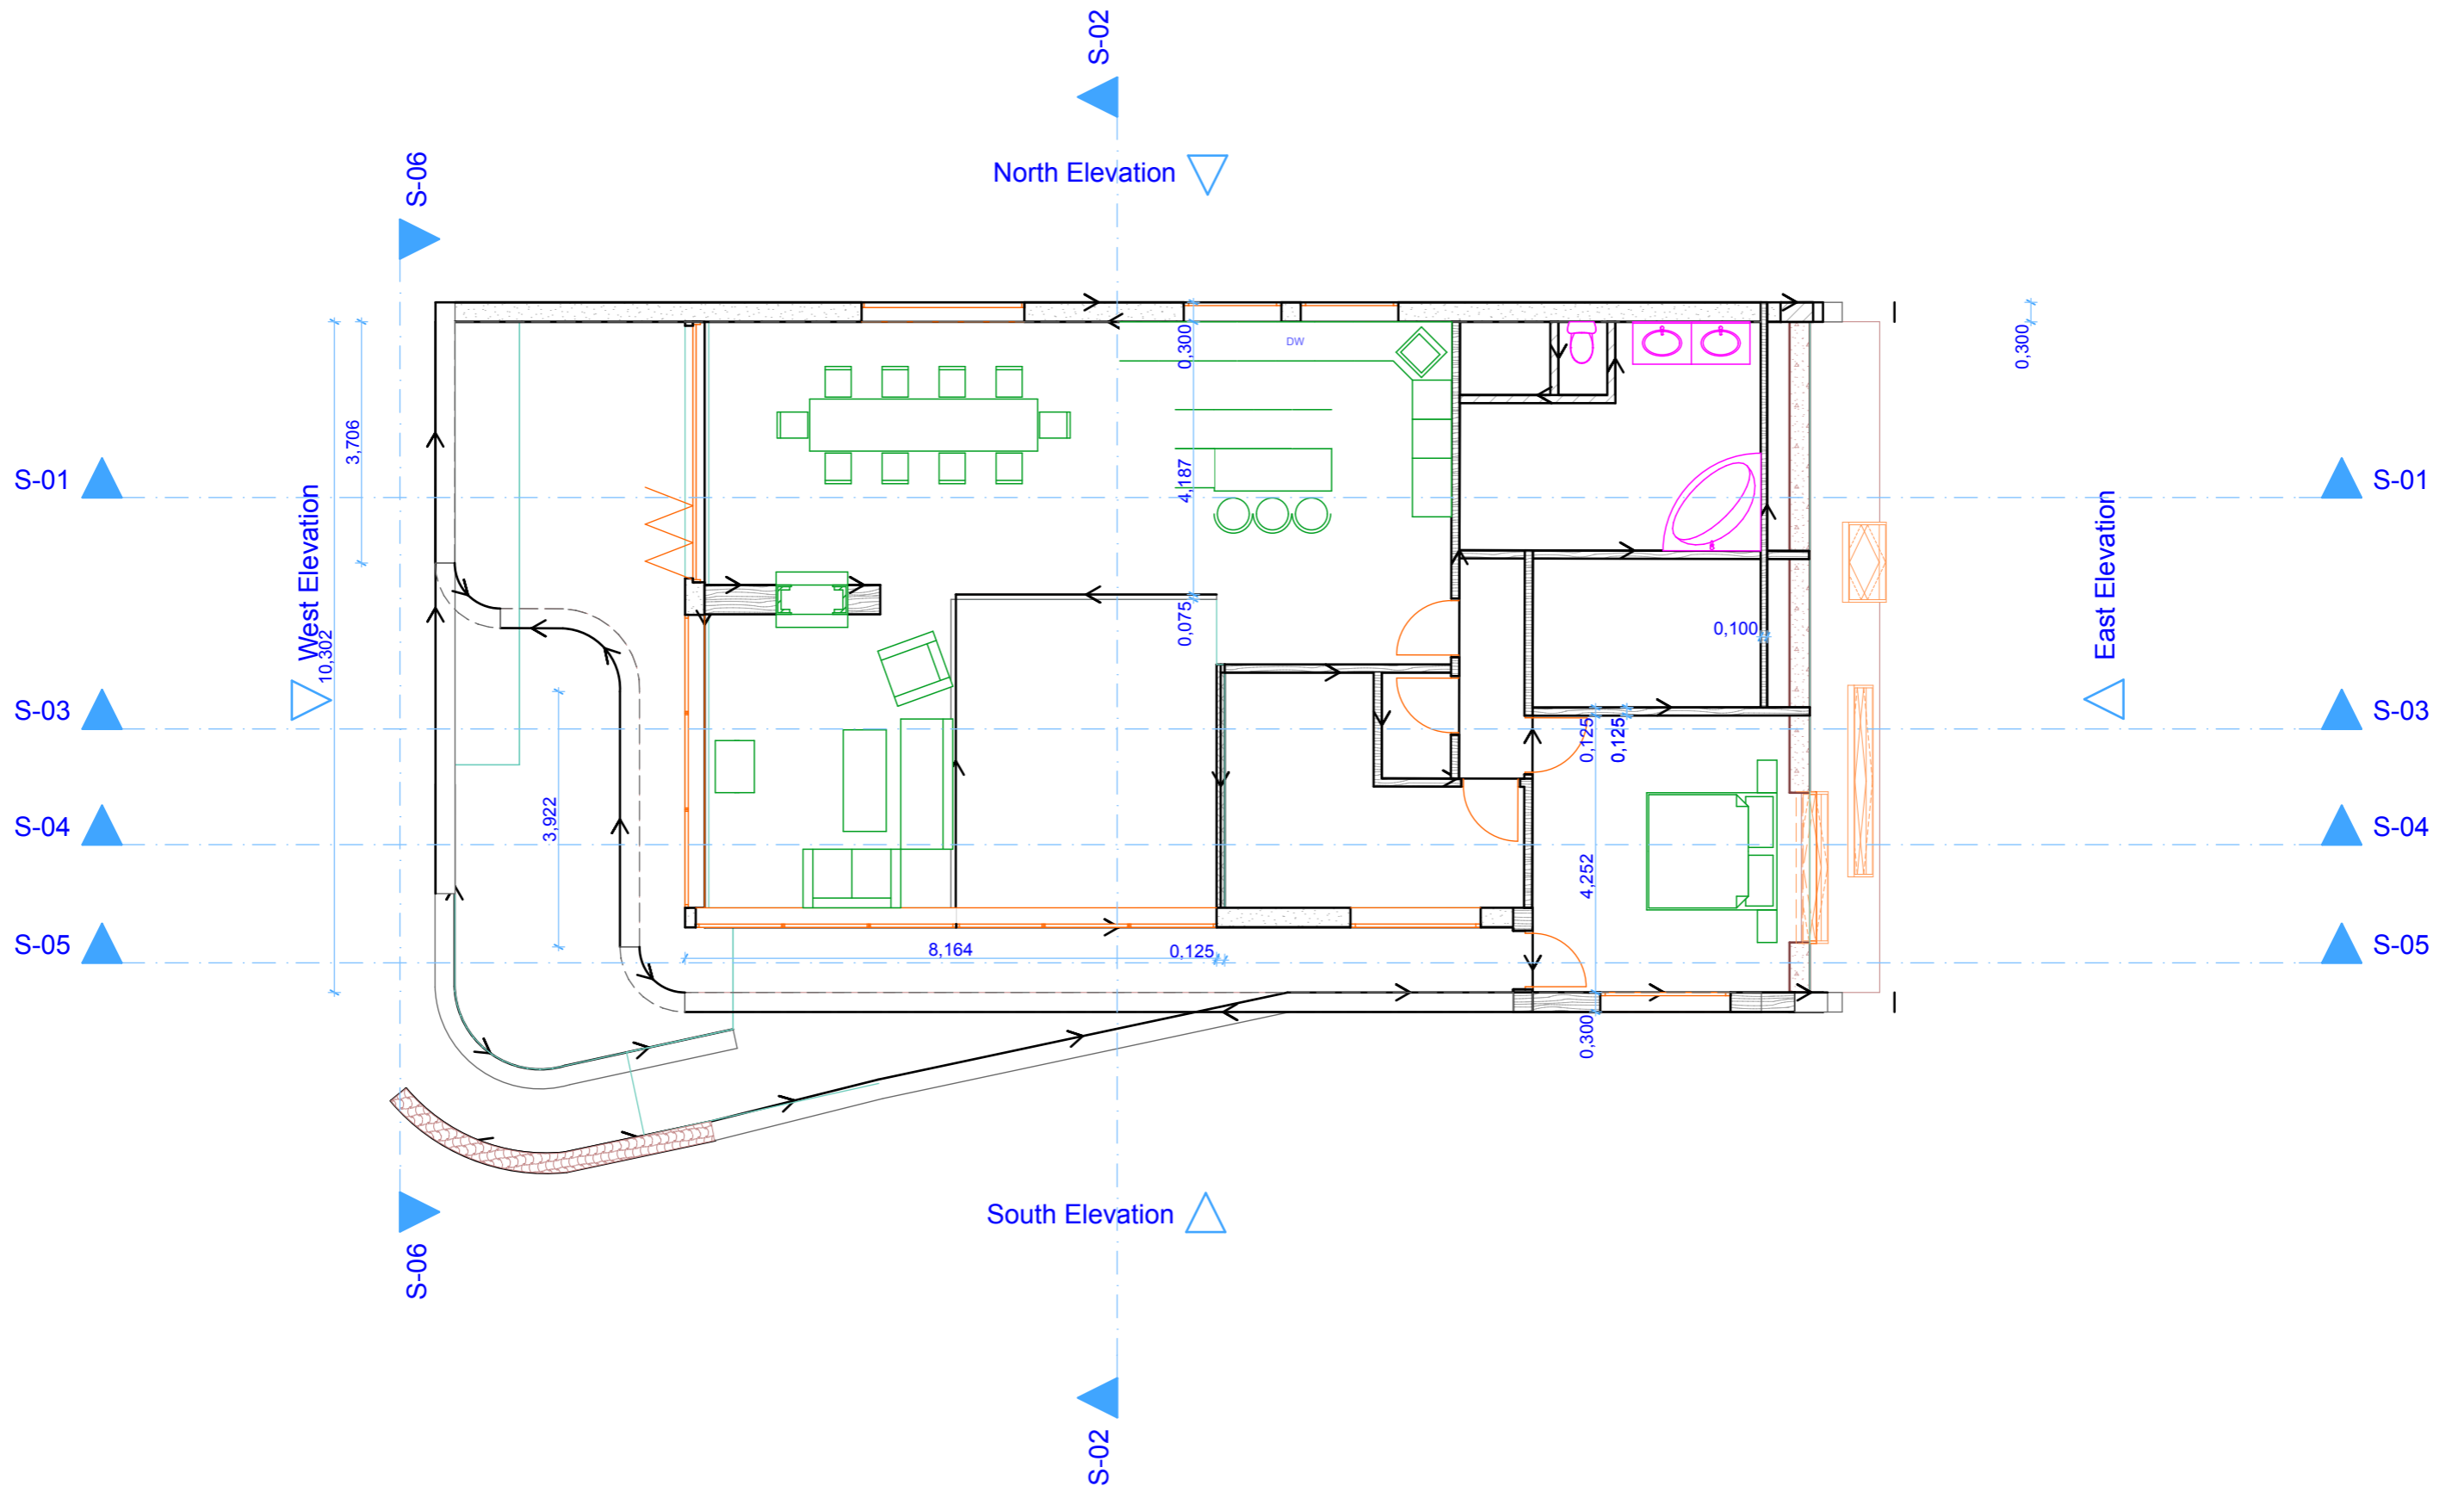 S-02
S-06
North Elevation
0,300
0,300
DW
3,706
S-01
4,187
S-01
West Elevation
East Elevation
10,302
0,075
0,100
S-03
0,125
0,125
S-03
3,922
S-04
4,252
S-04
S-05
8,164
0,125
S-05
0,300
South Elevation
S-06
S-02